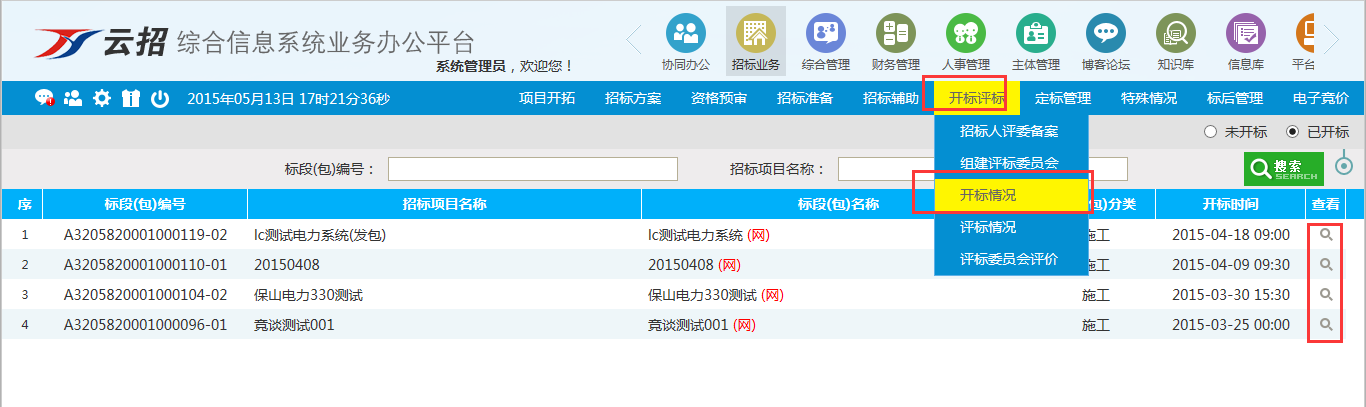 云招 综合信息系统业务办公平台
系统管理员，欢迎您！
协同办公 招标业务 综合管理 财务管理 人事管理 主体管理 博客论坛 知识库 信息库 平台
2015年05月13日 17时21分36秒
项目开拓 招标方案 资格预审 招标准备 招标辅助 开标评标 定标管理 特殊情况 标后管理 电子竞价
招标人评委备案
组建评标委员会
开标情况
评标情况
评标委员会评价
未开标 已开标
标段(包)编号： 招标项目名称： 搜索 SEARCH
序 标段(包)编号 招标项目名称 标段(包)名称 包)分类 开标时间 查看
1 A3205820001000119-02 lc测试电力系统(发包) lc测试电力系统 (网) 施工 2015-04-18 09:00
2 A3205820001000110-01 20150408 20150408 (网) 施工 2015-04-09 09:30
3 A3205820001000104-02 保山电力330测试 保山电力330测试 (网) 施工 2015-03-30 15:30
4 A3205820001000096-01 竟谈测试001 竟谈测试001 (网) 施工 2015-03-25 00:00